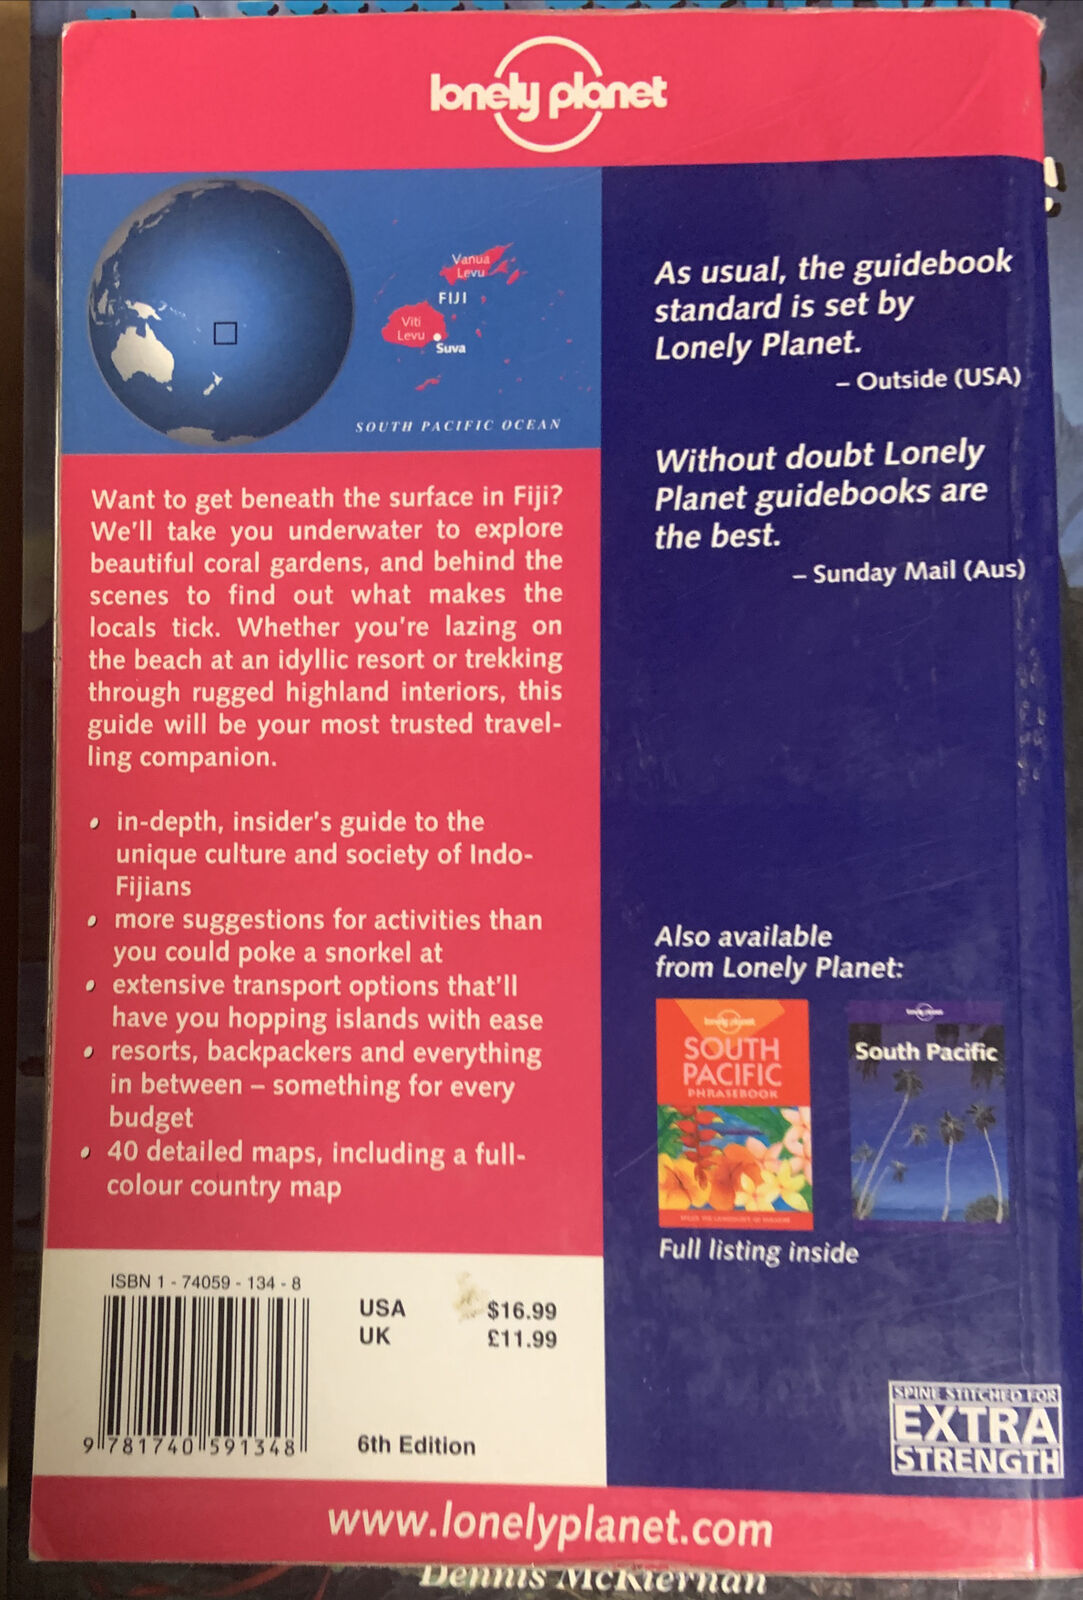 lonely planet
Vanua
Levu
FIJI
Viti
Levu
Suva
SOUTH PACIFIC OCEAN
Want to get beneath the surface in Fiji?
We'll take you underwater to explore
beautiful coral gardens, and behind the
scenes to find out what makes the
locals tick. Whether you're lazing on
the beach at an idyllic resort or trekking
through rugged highland interiors, this
guide will be your most trusted travel-
ling companion.
• in-depth, insider's guide to the
unique culture and society of Indo-
Fijians
• more suggestions for activities than
you could poke a snorkel at
• extensive transport options that'll
have you hopping islands with ease
• resorts, backpackers and everything
in between – something for every
budget
• 40 detailed maps, including a full-
colour country map
ISBN 1 - 74059 - 134 - 8
9 781740 591348
USA $16.99
UK £11.99
6th Edition
As usual, the guidebook
standard is set by
Lonely Planet.
– Outside (USA)
Without doubt Lonely
Planet guidebooks are
the best.
– Sunday Mail (Aus)
Also available
from Lonely Planet:
lonely planet
SOUTH
PACIFIC
PHRASEBOOK
lonely planet
South Pacific
Full listing inside
SPINE STITCHED FOR
EXTRA
STRENGTH
www.lonelyplanet.com
Dennis McKiernan